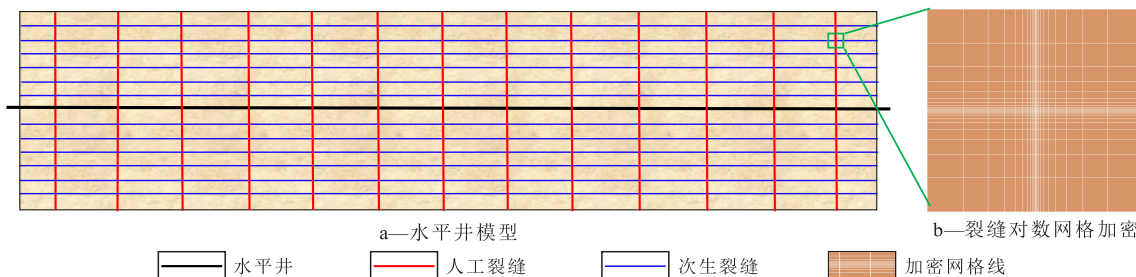 a—水平井模型
b—裂缝对数网格加密
水平井
人工裂缝
次生裂缝
加密网格线